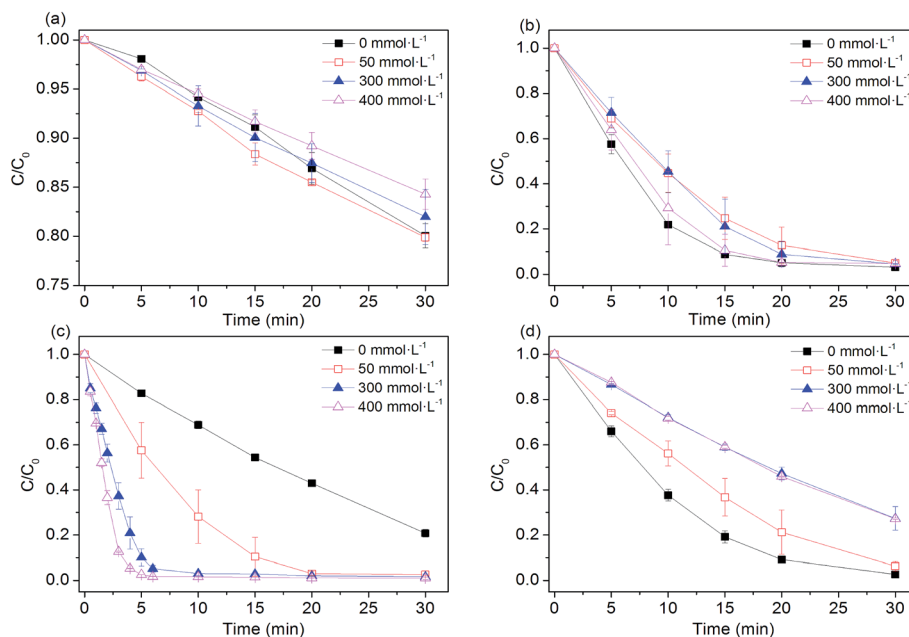 (a)
1.00
0.95
0.90
0.85
0.80
0.75
C/C₀
0 mmol·L⁻¹
50 mmol·L⁻¹
300 mmol·L⁻¹
400 mmol·L⁻¹
0 5 10 15 20 30
Time (min)
(b)
1.0
0.8
0.6
0.4
0.2
0.0
C/C₀
0 mmol·L⁻¹
50 mmol·L⁻¹
300 mmol·L⁻¹
400 mmol·L⁻¹
0 5 10 15 20 30
Time (min)
(c)
1.0
0.8
0.6
0.4
0.2
0.0
C/C₀
0 mmol·L⁻¹
50 mmol·L⁻¹
300 mmol·L⁻¹
400 mmol·L⁻¹
0 5 10 15 20 30
Time (min)
(d)
1.0
0.8
0.6
0.4
0.2
0.0
C/C₀
0 mmol·L⁻¹
50 mmol·L⁻¹
300 mmol·L⁻¹
400 mmol·L⁻¹
0 5 10 15 20 30
Time (min)